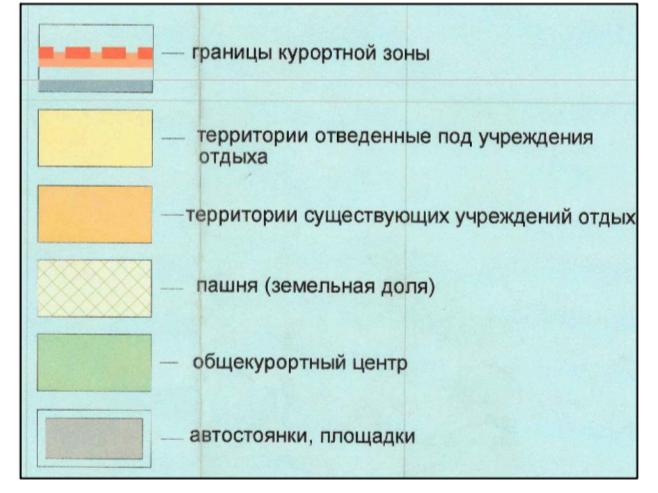 границы курортной зоны
территории отведенные под учреждения
отдыха
территории существующих учреждений отдых
пашня (земельная доля)
общекурортный центр
автостоянки, площадки